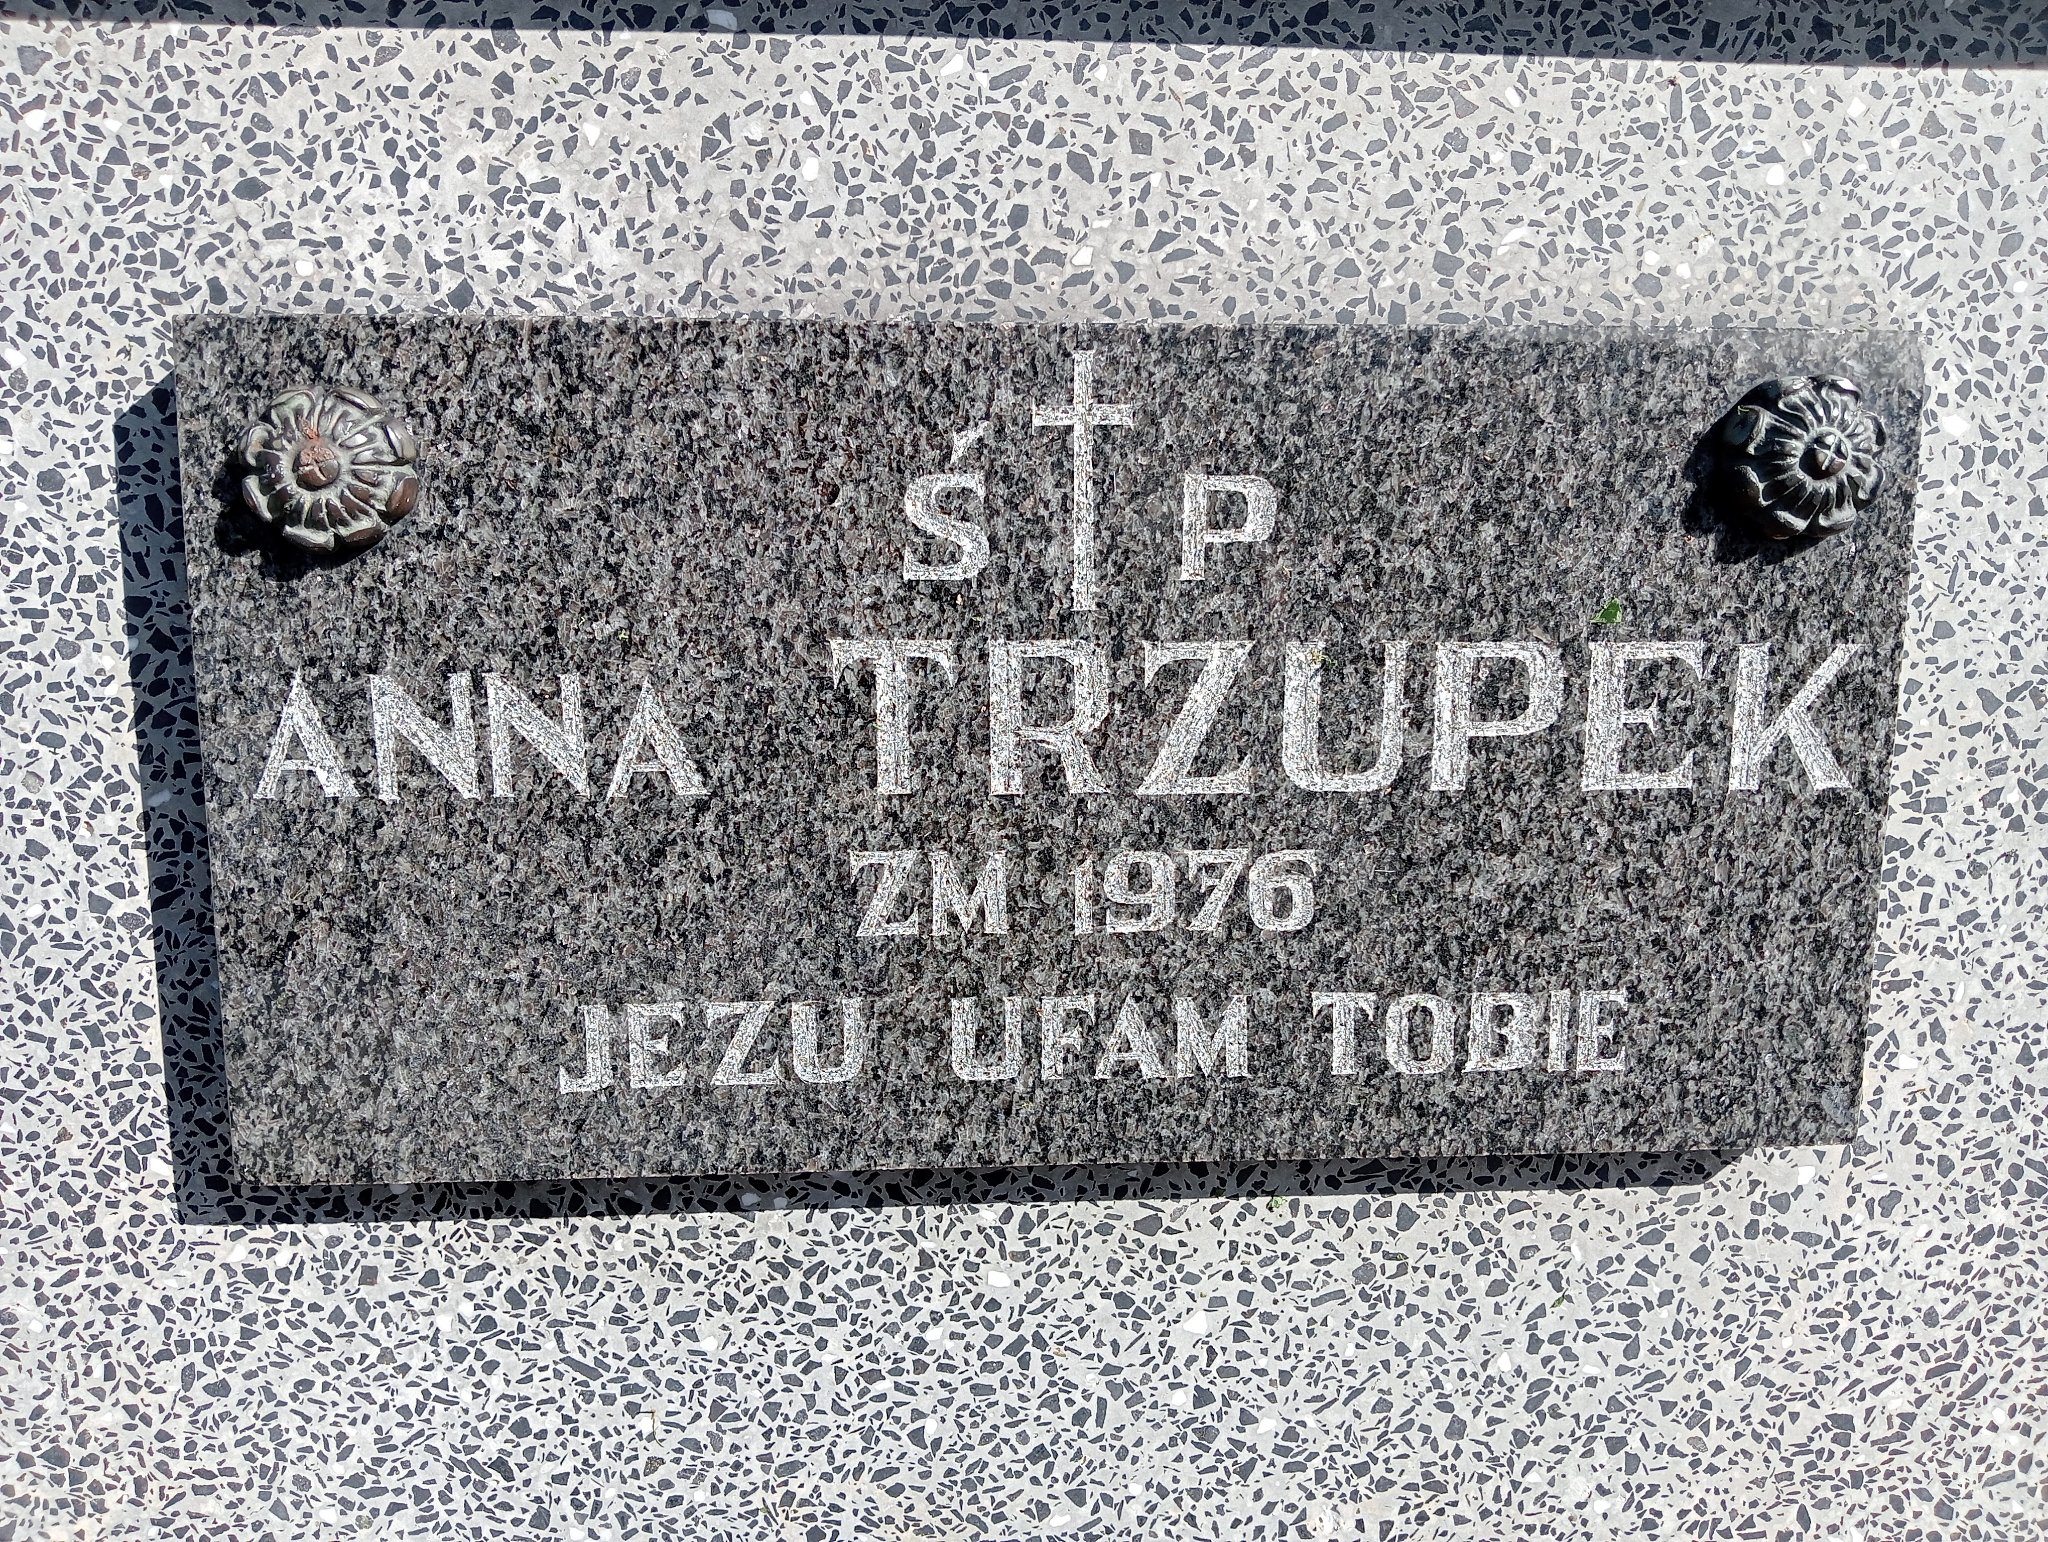 Ś P
ANNA TRZUPEK
ZM 1976
JEZU UFAM TOBIE